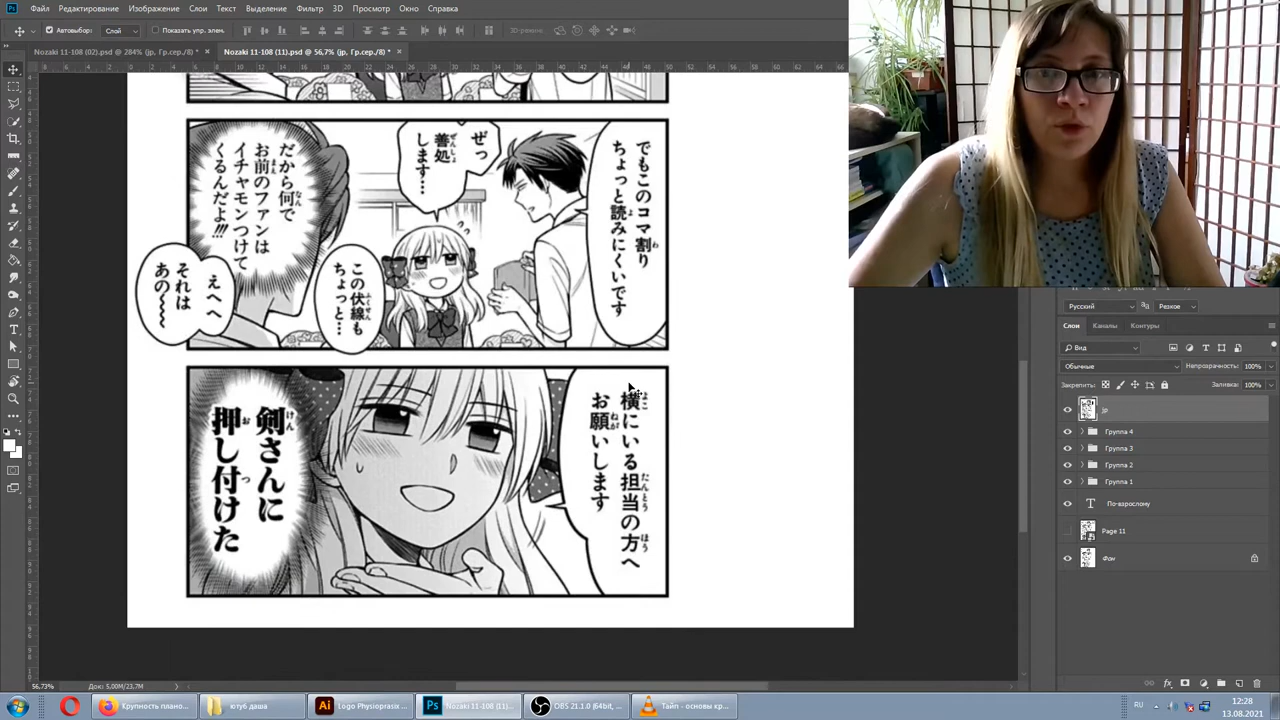 Файл Редактирование Изображение Слои Текст Выделение Фильтр 3D Просмотр Окно Справка
Автовыбор: Слой Показать упр. элем. 3D-режим:
Nozaki 11-108 (02).psd @ 284% (jp, Гр.сер./8) * × Nozaki 11-108 (11).psd @ 56,7% (jp, Гр.сер./8) * ×
でもこのコマ割り
ちょっと読みにくいです
ぜっ
善処
します…
この伏線も
ちょっと…
だから何で
お前のファンは
イチャモンつけて
くるんだよ!!!
えへへ
それは
あの～～
横にいる担当の方へ
お願いします
剣さんに
押し付けた
Русский Резкое
Слои Каналы Контуры
Вид
Обычные Непрозрачность: 100%
Закрепить: Заливка: 100%
jp
Группа 4
Группа 3
Группа 2
Группа 1
По-взрослому
Page 11
Фон
56,73% Док: 5,00M/23,7M
Крупность плано...
ютуб даша
Logo Physioprasix ...
Nozaki 11-108 (11)...
OBS 21.1.0 (64bit, ...
Тайп - основы кр...
RU
12:28
13.08.2021